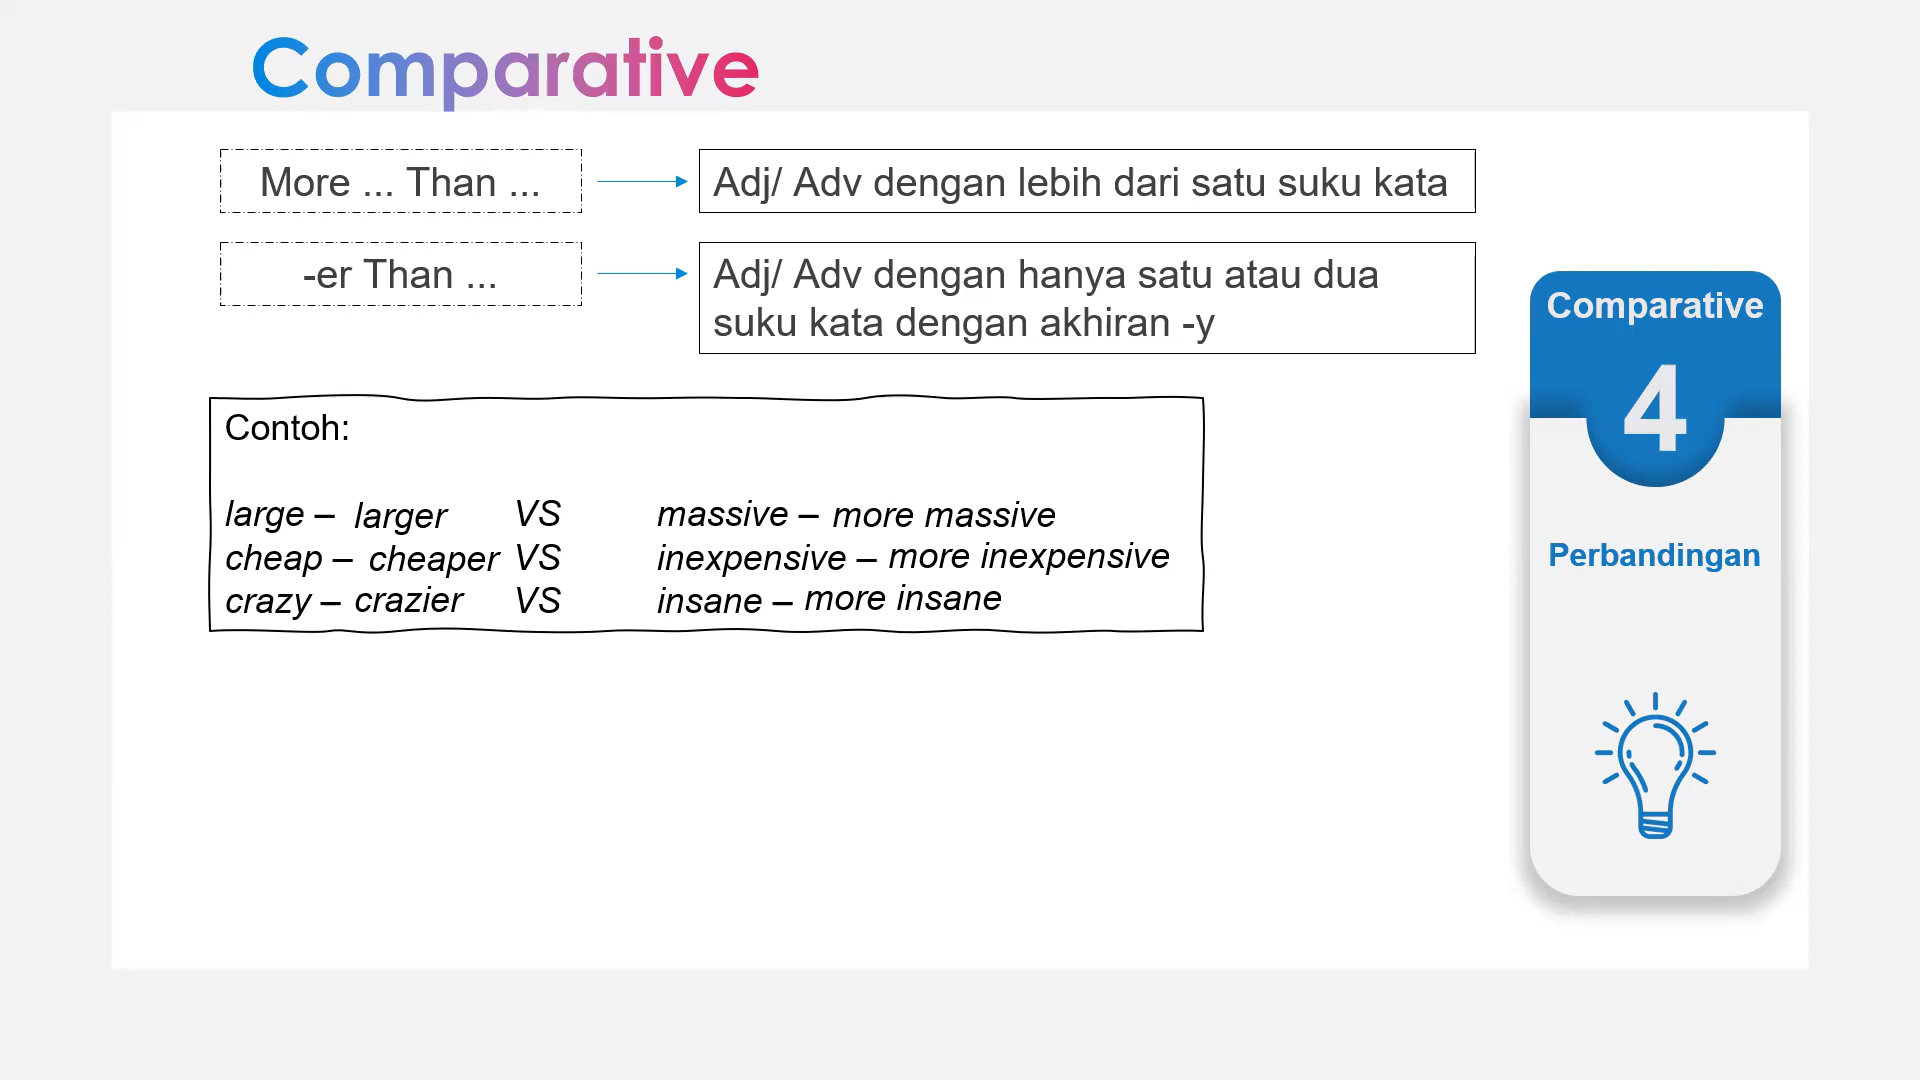 Comparative
More ... Than ...
Adj/ Adv dengan lebih dari satu suku kata
-er Than ...
Adj/ Adv dengan hanya satu atau dua
suku kata dengan akhiran -y
Contoh:
large – larger VS massive – more massive
cheap – cheaper VS inexpensive – more inexpensive
crazy – crazier VS insane – more insane
Comparative
4
Perbandingan